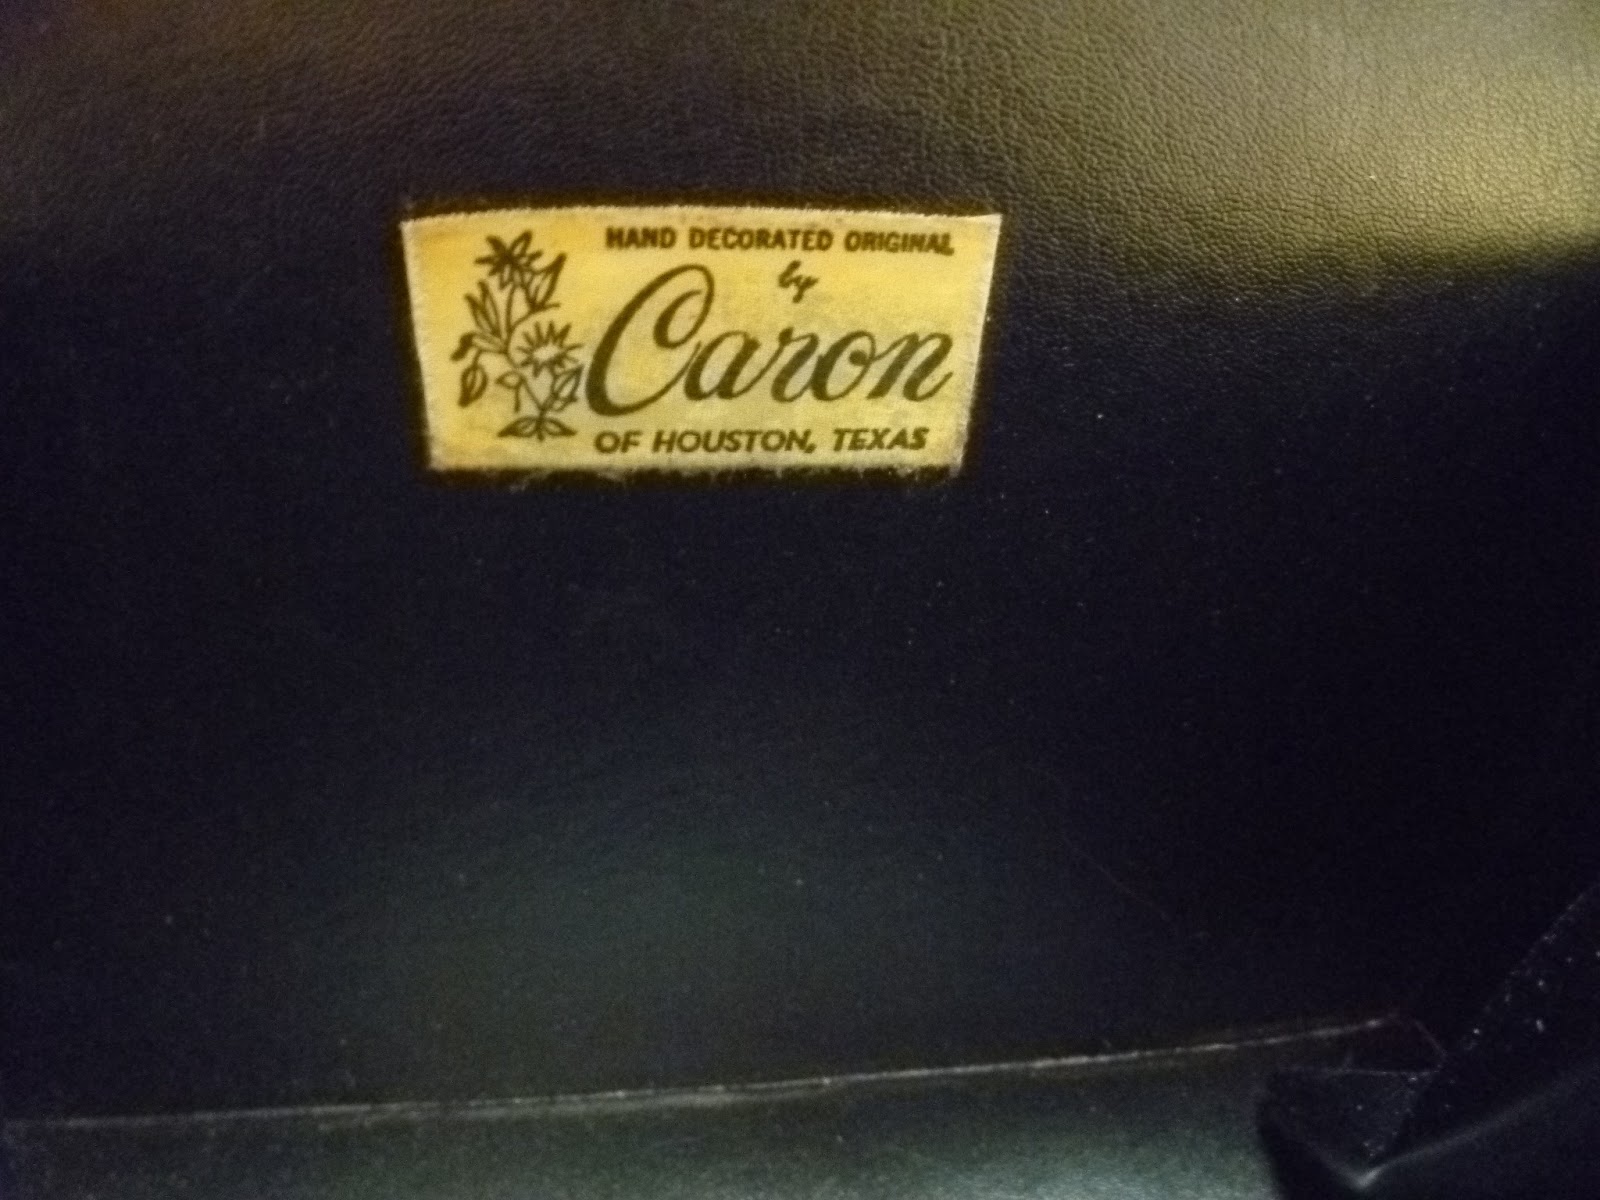 HAND DECORATED ORIGINAL
by
Caron
OF HOUSTON, TEXAS